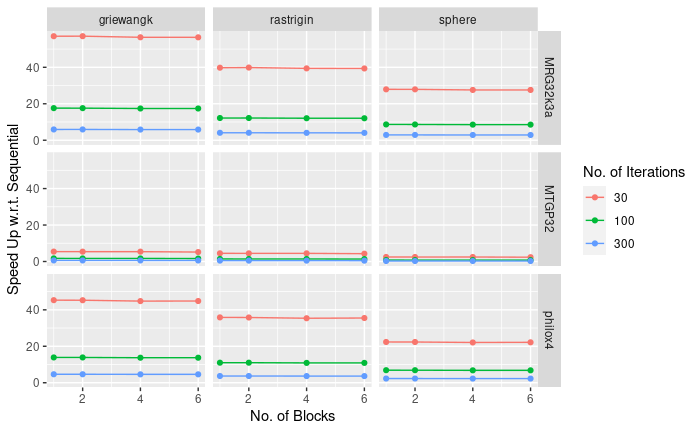 griewangk rastrigin sphere
Speed Up w.r.t. Sequential
40
20
0
MRG32k3a
40
20
0
MTGP32
40
20
0
philox4
2 4 6 2 4 6 2 4 6
No. of Blocks
No. of Iterations
30
100
300